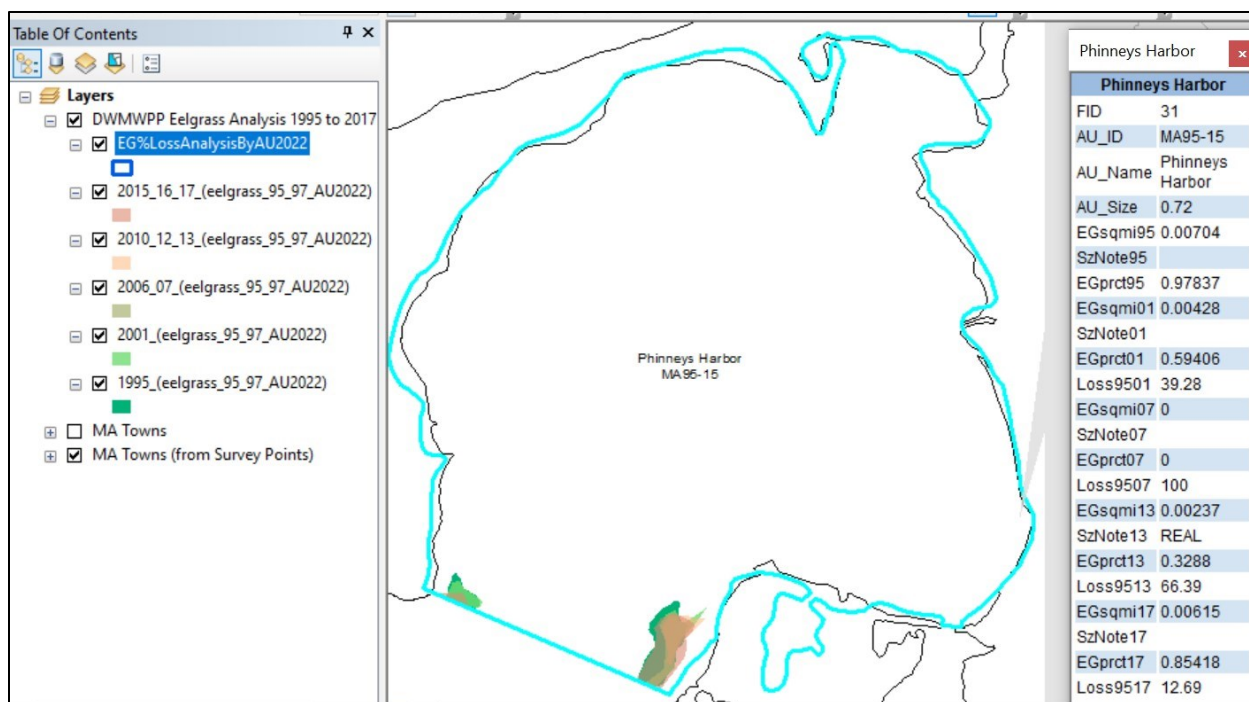 Table Of Contents
Layers
DWMWPP Eelgrass Analysis 1995 to 2017
EG%LossAnalysisByAU2022
2015_16_17_(eelgrass_95_97_AU2022)
2010_12_13_(eelgrass_95_97_AU2022)
2006_07_(eelgrass_95_97_AU2022)
2001_(eelgrass_95_97_AU2022)
1995_(eelgrass_95_97_AU2022)
MA Towns
MA Towns (from Survey Points)
Phinneys Harbor
MA95-15
Phinneys Harbor
Phinneys Harbor
FID 31
AU_ID MA95-15
AU_Name Phinneys
Harbor
AU_Size 0.72
EGsqmi95 0.00704
SzNote95
EGprct95 0.97837
EGsqmi01 0.00428
SzNote01
EGprct01 0.59406
Loss9501 39.28
EGsqmi07 0
SzNote07
EGprct07 0
Loss9507 100
EGsqmi13 0.00237
SzNote13 REAL
EGprct13 0.3288
Loss9513 66.39
EGsqmi17 0.00615
SzNote17
EGprct17 0.85418
Loss9517 12.69